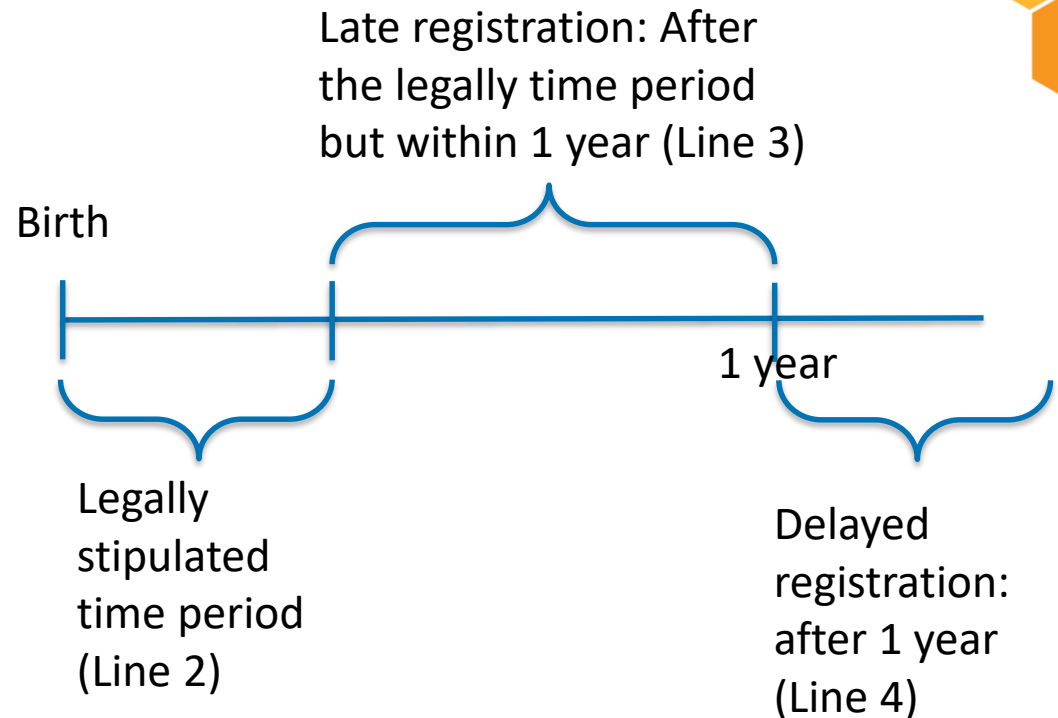 Late registration: After
the legally time period
but within 1 year (Line 3)
Birth
1 year
Legally
stipulated
time period
(Line 2)
Delayed
registration:
after 1 year
(Line 4)